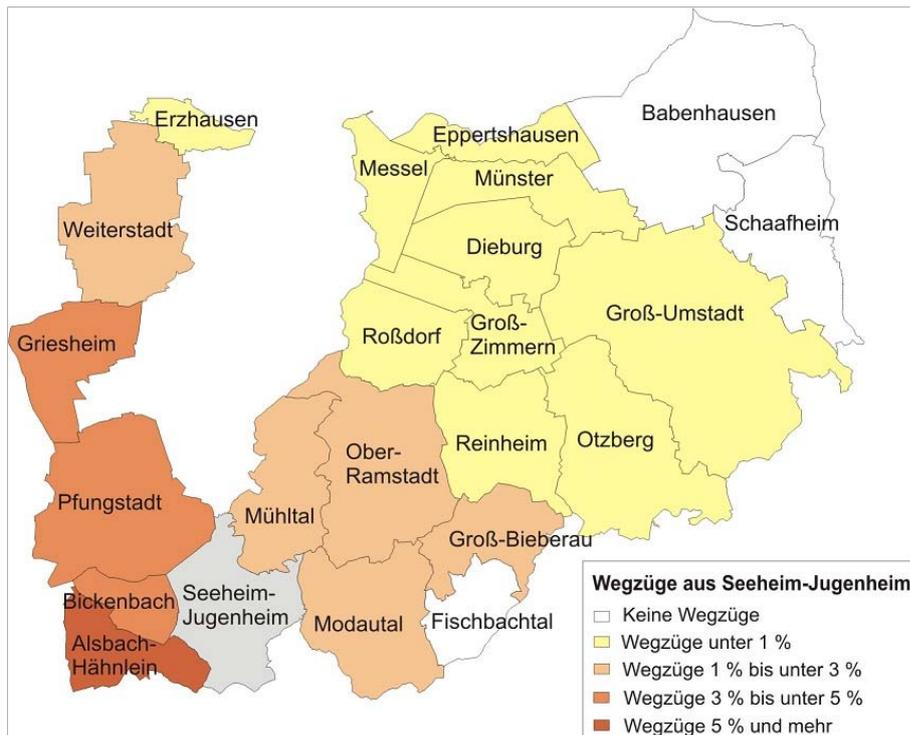 Babenhausen
Erzhausen
Eppertshausen
Messel
Münster
Schaafheim
Weiterstadt
Dieburg
Groß-Umstadt
Griesheim
Roßdorf
Groß-
Zimmern
Reinheim
Otzberg
Ober-
Ramstadt
Pfungstadt
Mühltal
Groß-Bieberau
Bickenbach
Seeheim-
Jugenheim
Modautal
Fischbachtal
Alsbach-
Hähnlein
Wegzüge aus Seeheim-Jugenheim
Keine Wegzüge
Wegzüge unter 1 %
Wegzüge 1 % bis unter 3 %
Wegzüge 3 % bis unter 5 %
Wegzüge 5 % und mehr